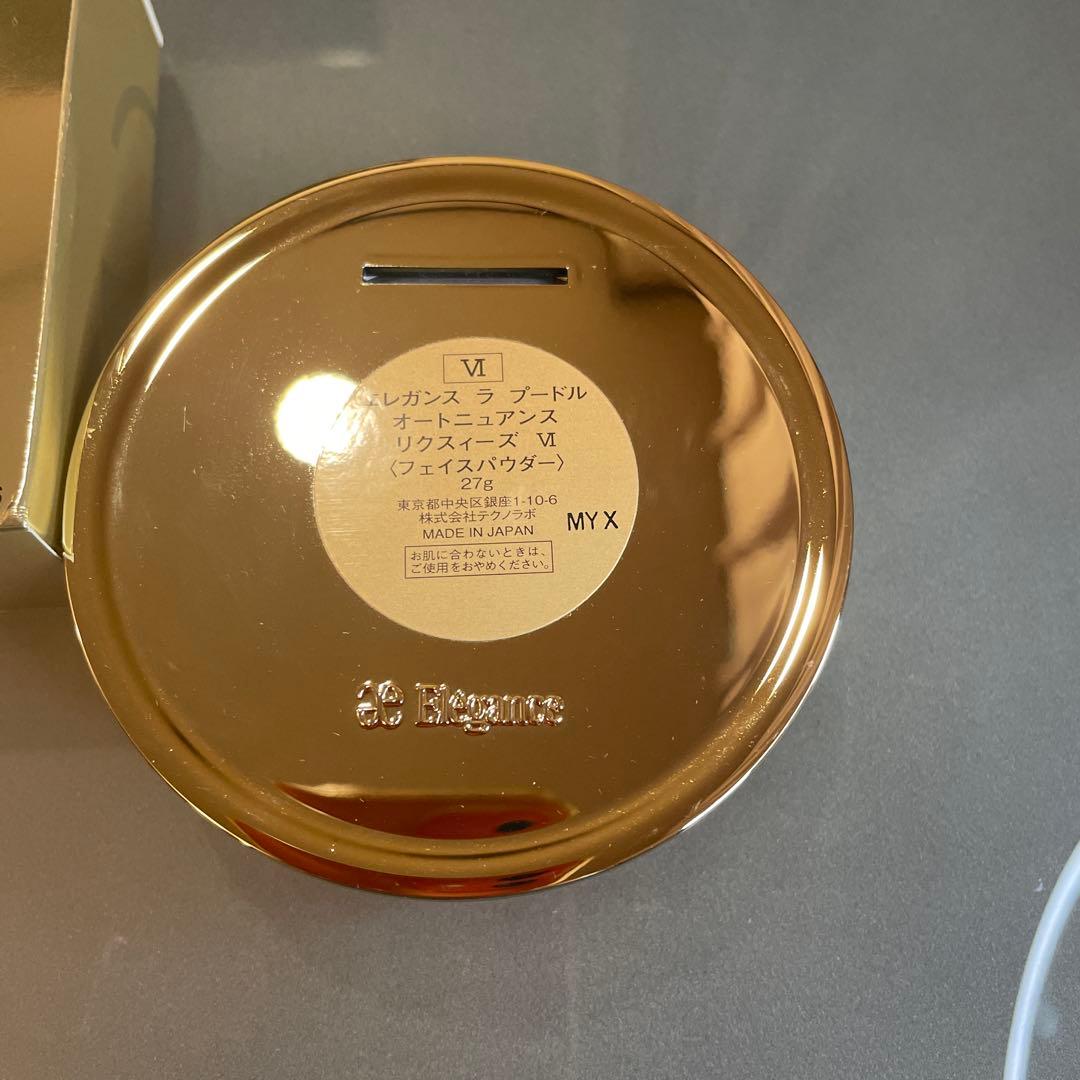 Ⅵ
エレガンス ラ プードル
オートニュアンス
リクスィーズ Ⅵ
〈フェイスパウダー〉
27g
東京都中央区銀座1-10-6
株式会社テクノラボ
MADE IN JAPAN
MY X
お肌に合わないときは、
ご使用をおやめください。
æ Elégance